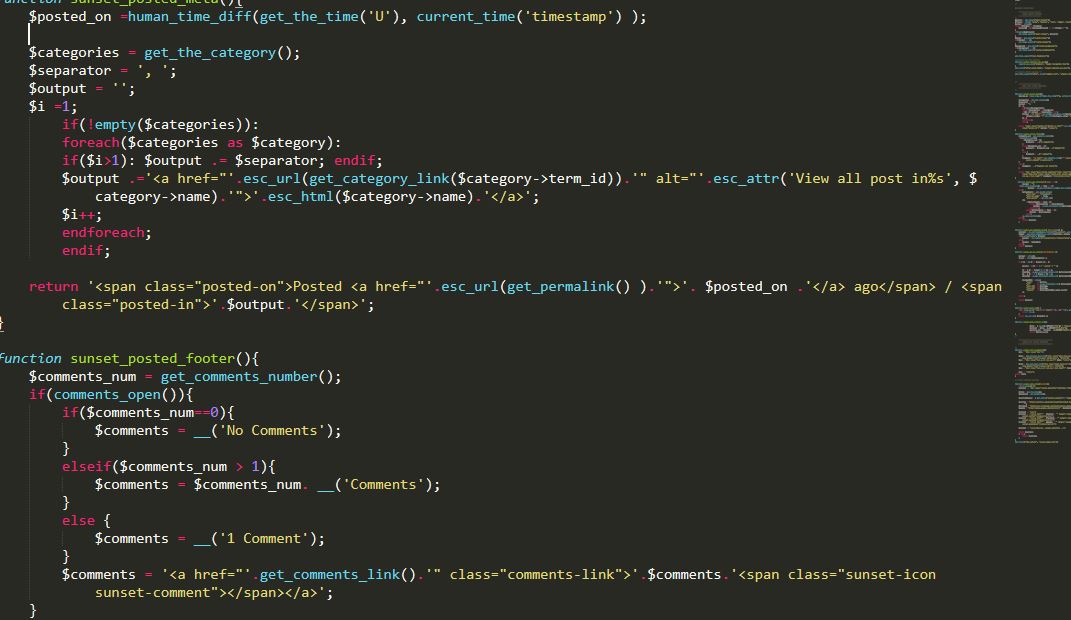 function sunset_posted_meta(){
$posted_on =human_time_diff(get_the_time('U'), current_time('timestamp') );
$categories = get_the_category();
$separator = ', ';
$output = '';
$i =1;
if(!empty($categories)):
foreach($categories as $category):
if($i>1): $output .= $separator; endif;
$output .='<a href="'.esc_url(get_category_link($category->term_id)).'" alt="'.esc_attr('View all post in%s', $
category->name).'">'.esc_html($category->name).'</a>';
$i++;
endforeach;
endif;
return '<span class="posted-on">Posted <a href="'.esc_url(get_permalink() ).'">'. $posted_on .'</a> ago</span> / <span
class="posted-in">'.$output.'</span>';
}
function sunset_posted_footer(){
$comments_num = get_comments_number();
if(comments_open()){
if($comments_num==0){
$comments = __('No Comments');
}
elseif($comments_num > 1){
$comments = $comments_num. __('Comments');
}
else {
$comments = __('1 Comment');
}
$comments = '<a href="'.get_comments_link().'" class="comments-link">'.$comments.'<span class="sunset-icon
sunset-comment"></span></a>';
}